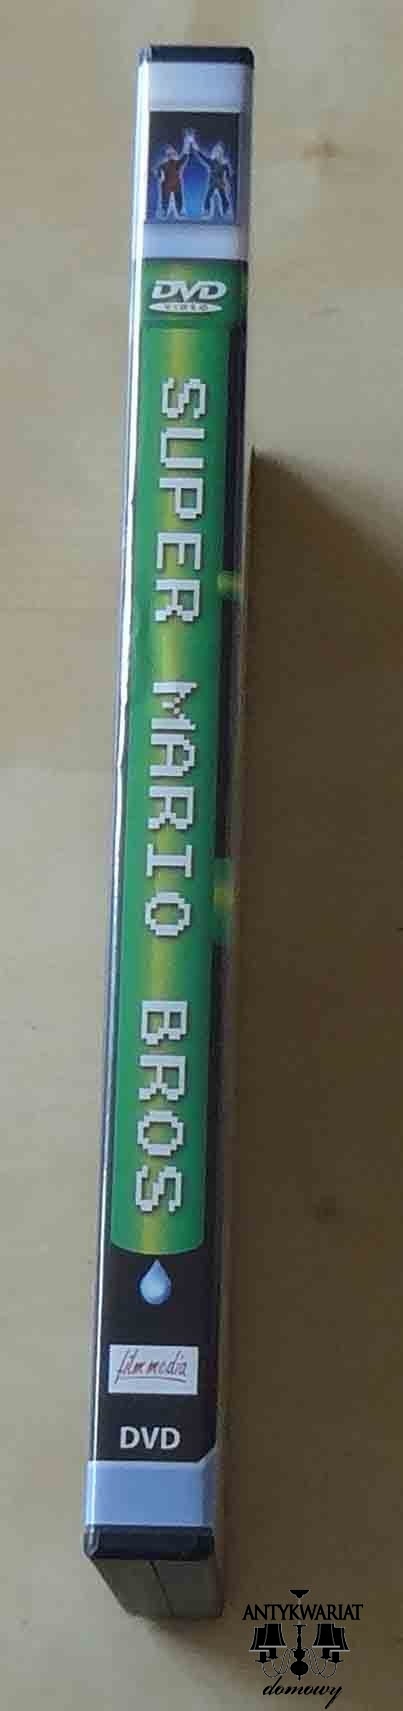 DVD
VIDEO
SUPER MARIO BROS
filmmedia
DVD
ANTYKWARIAT
domowy